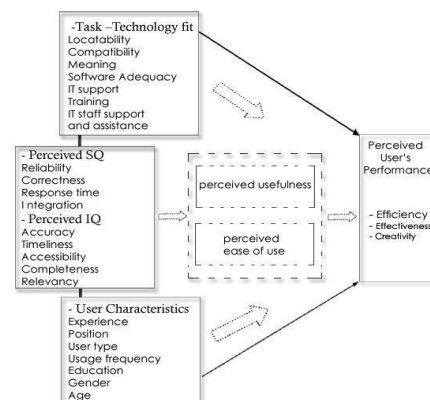 -Task –Technology fit
Locatability
Compatibility
Meaning
Software Adequacy
IT support
Training
IT staff support
and assistance
- Perceived SQ
Reliability
Correctness
Response time
Integration
- Perceived IQ
Accuracy
Timeliness
Accessibility
Completeness
Relevancy
- User Characteristics
Experience
Position
User type
Usage frequency
Education
Gender
Age
perceived usefulness
perceived
ease of use
Perceived
User's
Performance
- Efficiency
- Effectiveness
- Creativity